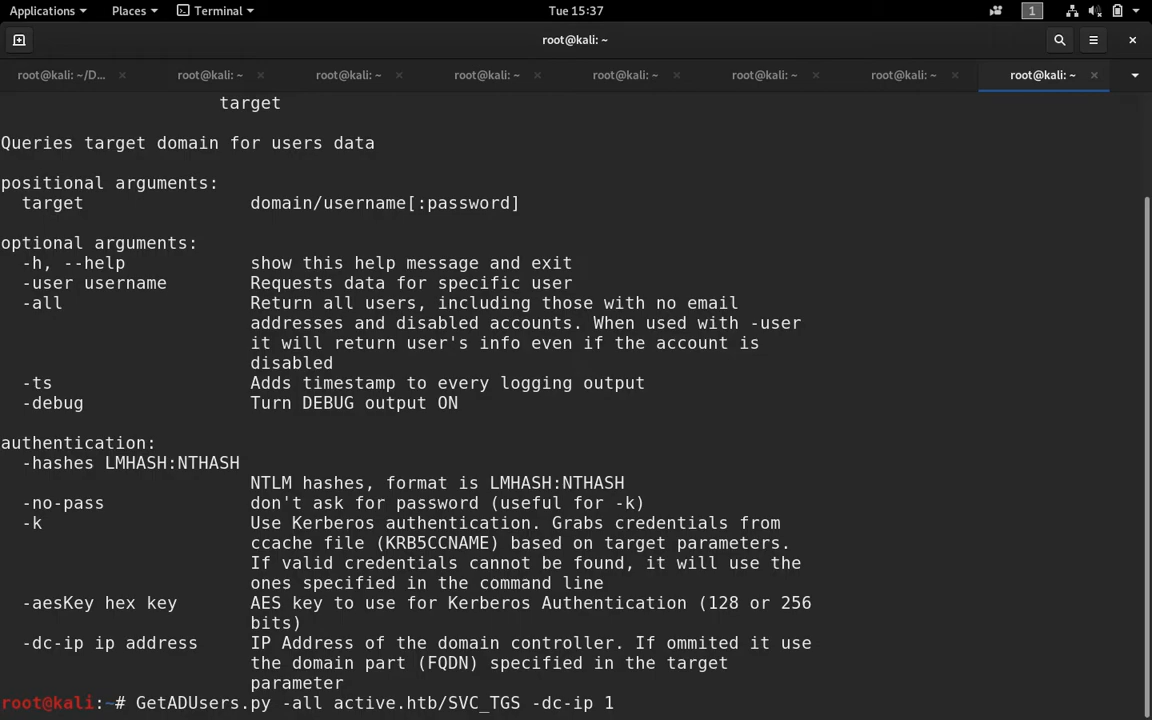 Applications Places Terminal Tue 15:37 1
root@kali: ~
root@kali: ~/D... root@kali: ~ root@kali: ~ root@kali: ~ root@kali: ~ root@kali: ~ root@kali: ~ root@kali: ~
target
Queries target domain for users data
positional arguments:
target domain/username[:password]
optional arguments:
-h, --help show this help message and exit
-user username Requests data for specific user
-all Return all users, including those with no email
addresses and disabled accounts. When used with -user
it will return user's info even if the account is
disabled
-ts Adds timestamp to every logging output
-debug Turn DEBUG output ON
authentication:
-hashes LMHASH:NTHASH
NTLM hashes, format is LMHASH:NTHASH
-no-pass don't ask for password (useful for -k)
-k Use Kerberos authentication. Grabs credentials from
ccache file (KRB5CCNAME) based on target parameters.
If valid credentials cannot be found, it will use the
ones specified in the command line
-aesKey hex key AES key to use for Kerberos Authentication (128 or 256
bits)
-dc-ip ip address IP Address of the domain controller. If ommited it use
the domain part (FQDN) specified in the target
parameter
root@kali:~# GetADUsers.py -all active.htb/SVC_TGS -dc-ip 1